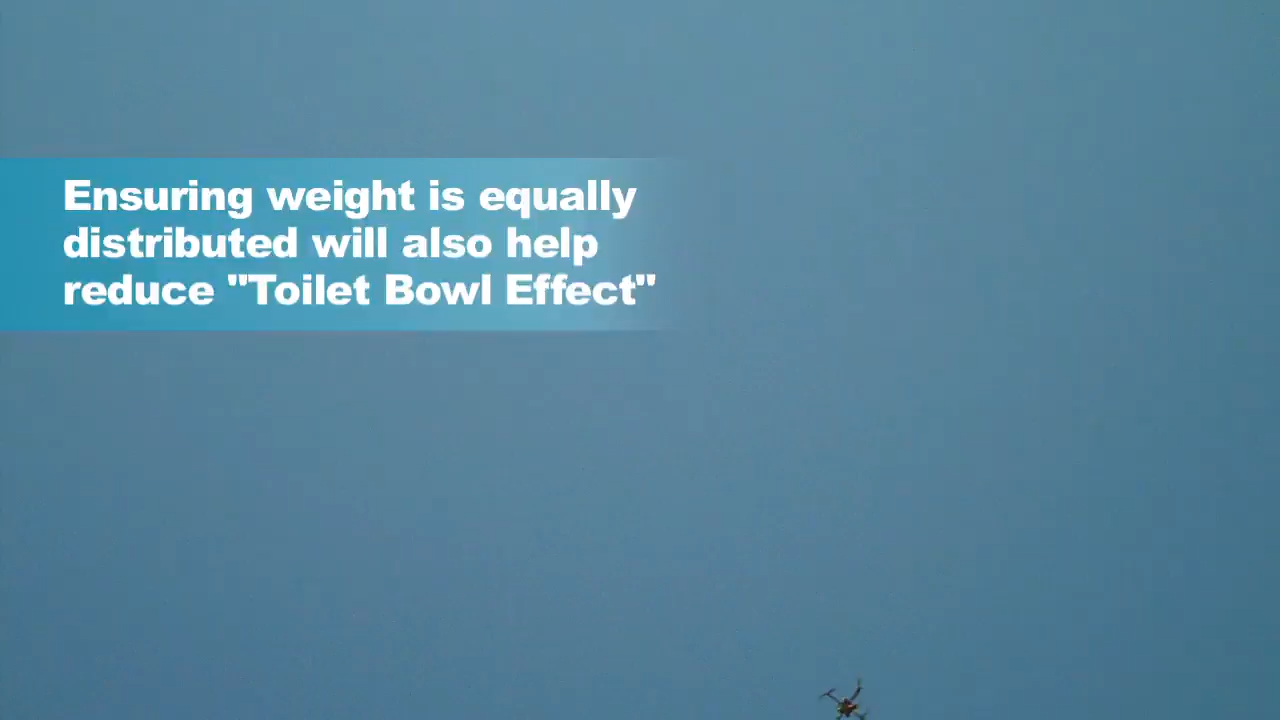 Ensuring weight is equally
distributed will also help
reduce "Toilet Bowl Effect"